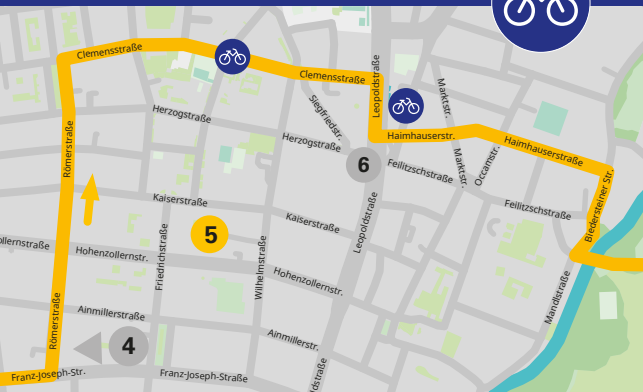 Clemensstraße
Clemensstraße
Leopoldstraße
Marktstr.
Siegfriedstr.
Herzogstraße
Herzogstraße
Haimhauserstr.
Haimhauserstraße
Römerstraße
6
Feilitzschstraße
Marktstr.
Occamstr.
Biedersteiner Str.
Kaiserstraße
Kaiserstraße
Feilitzschstraße
5
Leopoldstraße
ollernstraße
Hohenzollernstr.
Friedrichstraße
Wilhelmstraße
Hohenzollernstr.
Mandlstraße
Römerstraße
Ainmillerstraße
Ainmillerstr.
4
Franz-Joseph-Str.
Franz-Joseph-Straße
ldstraße